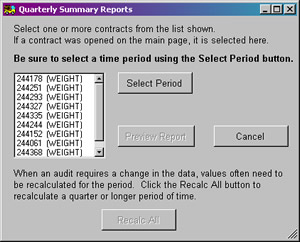 Quarterly Summary Reports
Select one or more contracts from the list shown.
If a contract was opened on the main page, it is selected here.
Be sure to select a time period using the Select Period button.
244178 (WEIGHT)
244251 (WEIGHT)
244293 (WEIGHT)
244327 (WEIGHT)
244335 (WEIGHT)
244244 (WEIGHT)
244152 (WEIGHT)
244061 (WEIGHT)
244368 (WEIGHT)
Select Period
Preview Report
Cancel
When an audit requires a change in the data, values often need to
be recalculated for the period. Click the Recalc All button to
recalculate a quarter or longer period of time.
Recalc All